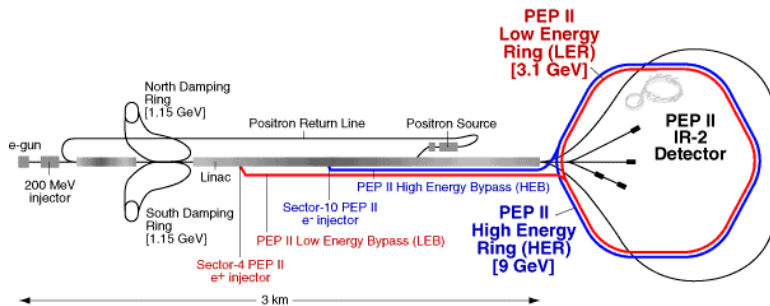 PEP II
Low Energy
Ring (LER)
[3.1 GeV]
North Damping
Ring
[1.15 GeV]
Positron Return Line
Positron Source
e-gun
PEP II
IR-2
Detector
200 MeV
injector
Linac
PEP II High Energy Bypass (HEB)
South Damping
Ring
[1.15 GeV]
Sector-10 PEP II
e- injector
PEP II Low Energy Bypass (LEB)
PEP II
High Energy
Ring (HER)
[9 GeV]
Sector-4 PEP II
e+ injector
3 km